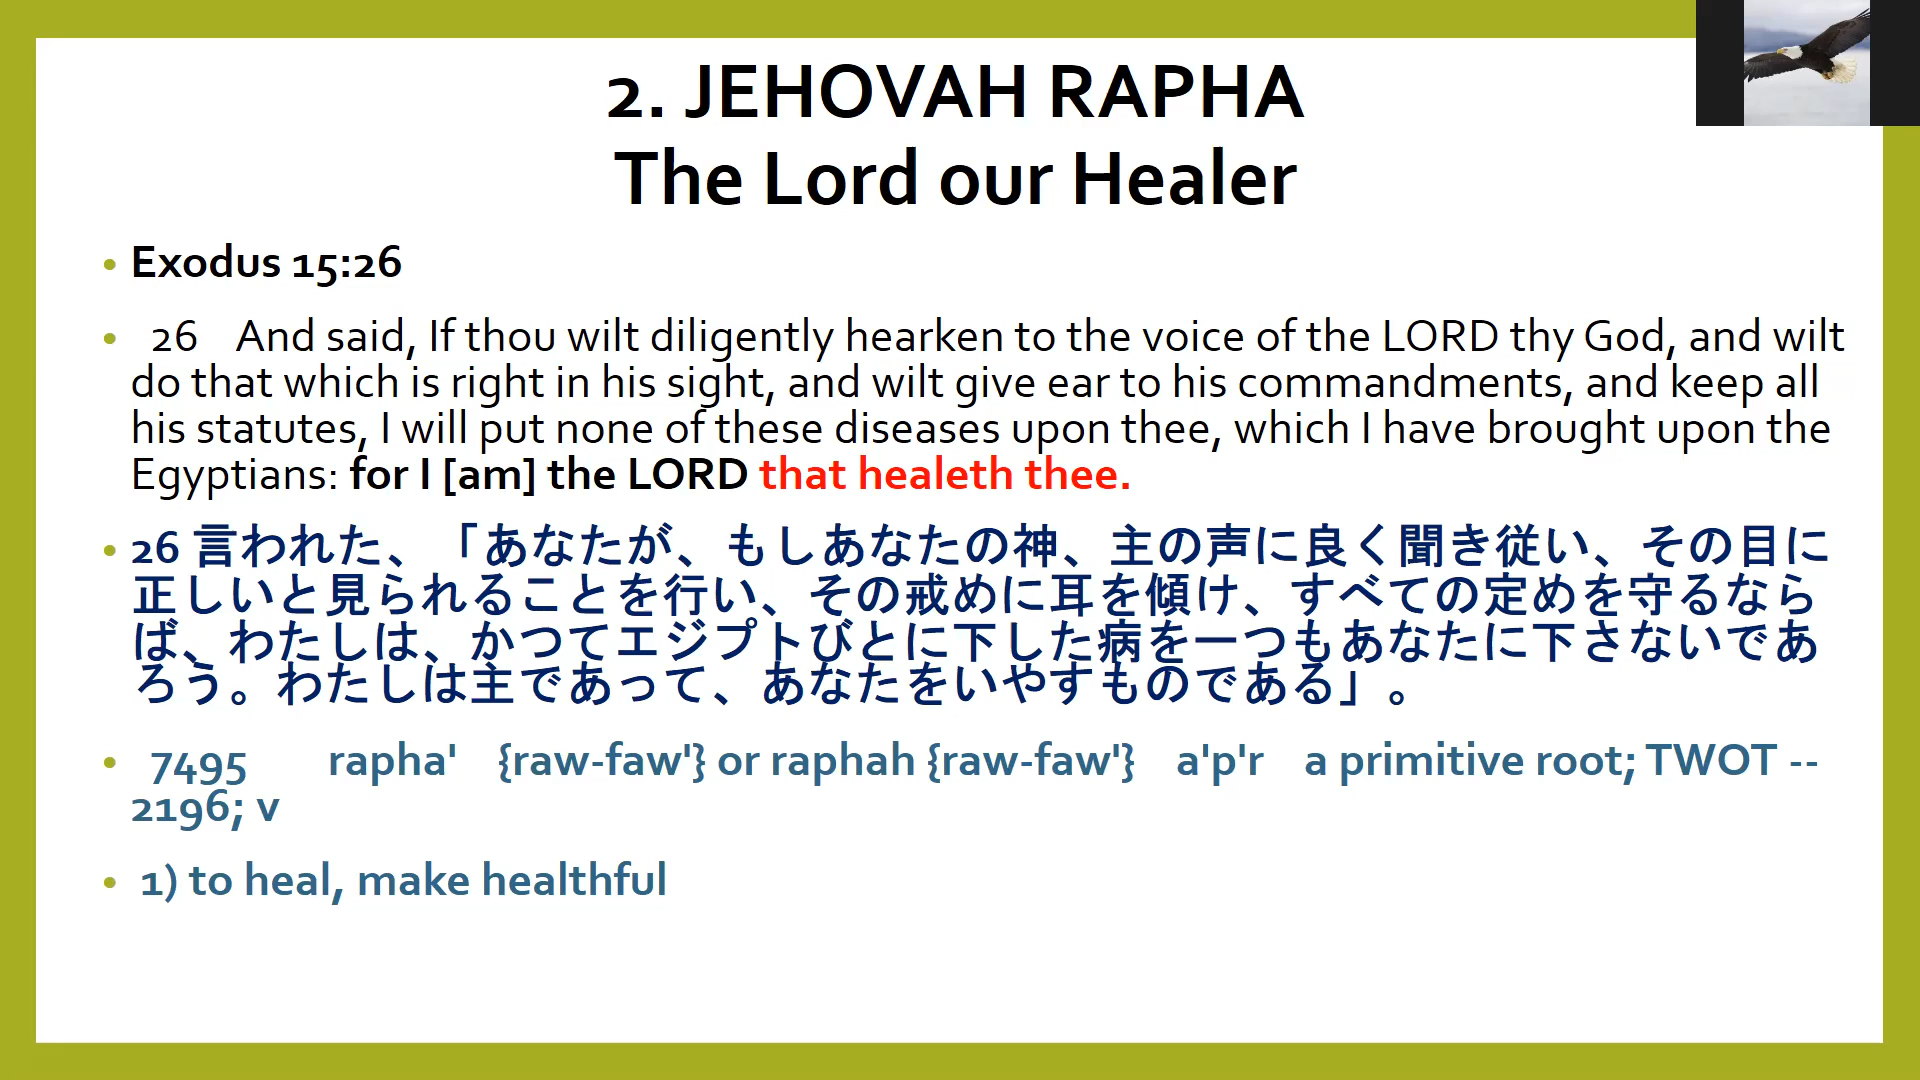 2. JEHOVAH RAPHA
The Lord our Healer
• Exodus 15:26
• 26 And said, If thou wilt diligently hearken to the voice of the LORD thy God, and wilt
do that which is right in his sight, and wilt give ear to his commandments, and keep all
his statutes, I will put none of these diseases upon thee, which I have brought upon the
Egyptians: for I [am] the LORD that healeth thee.
• 26 言われた、「あなたが、もしあなたの神、主の声に良く聞き従い、その目に
正しいと見られることを行い、その戒めに耳を傾け、すべての定めを守るなら
ば、わたしは、かつてエジプトびとに下した病を一つもあなたに下さないであ
ろう。わたしは主であって、あなたをいやすものである」。
• 7495 rapha' {raw-faw'} or raphah {raw-faw'} a'p'r a primitive root; TWOT --
2196; v
• 1) to heal, make healthful